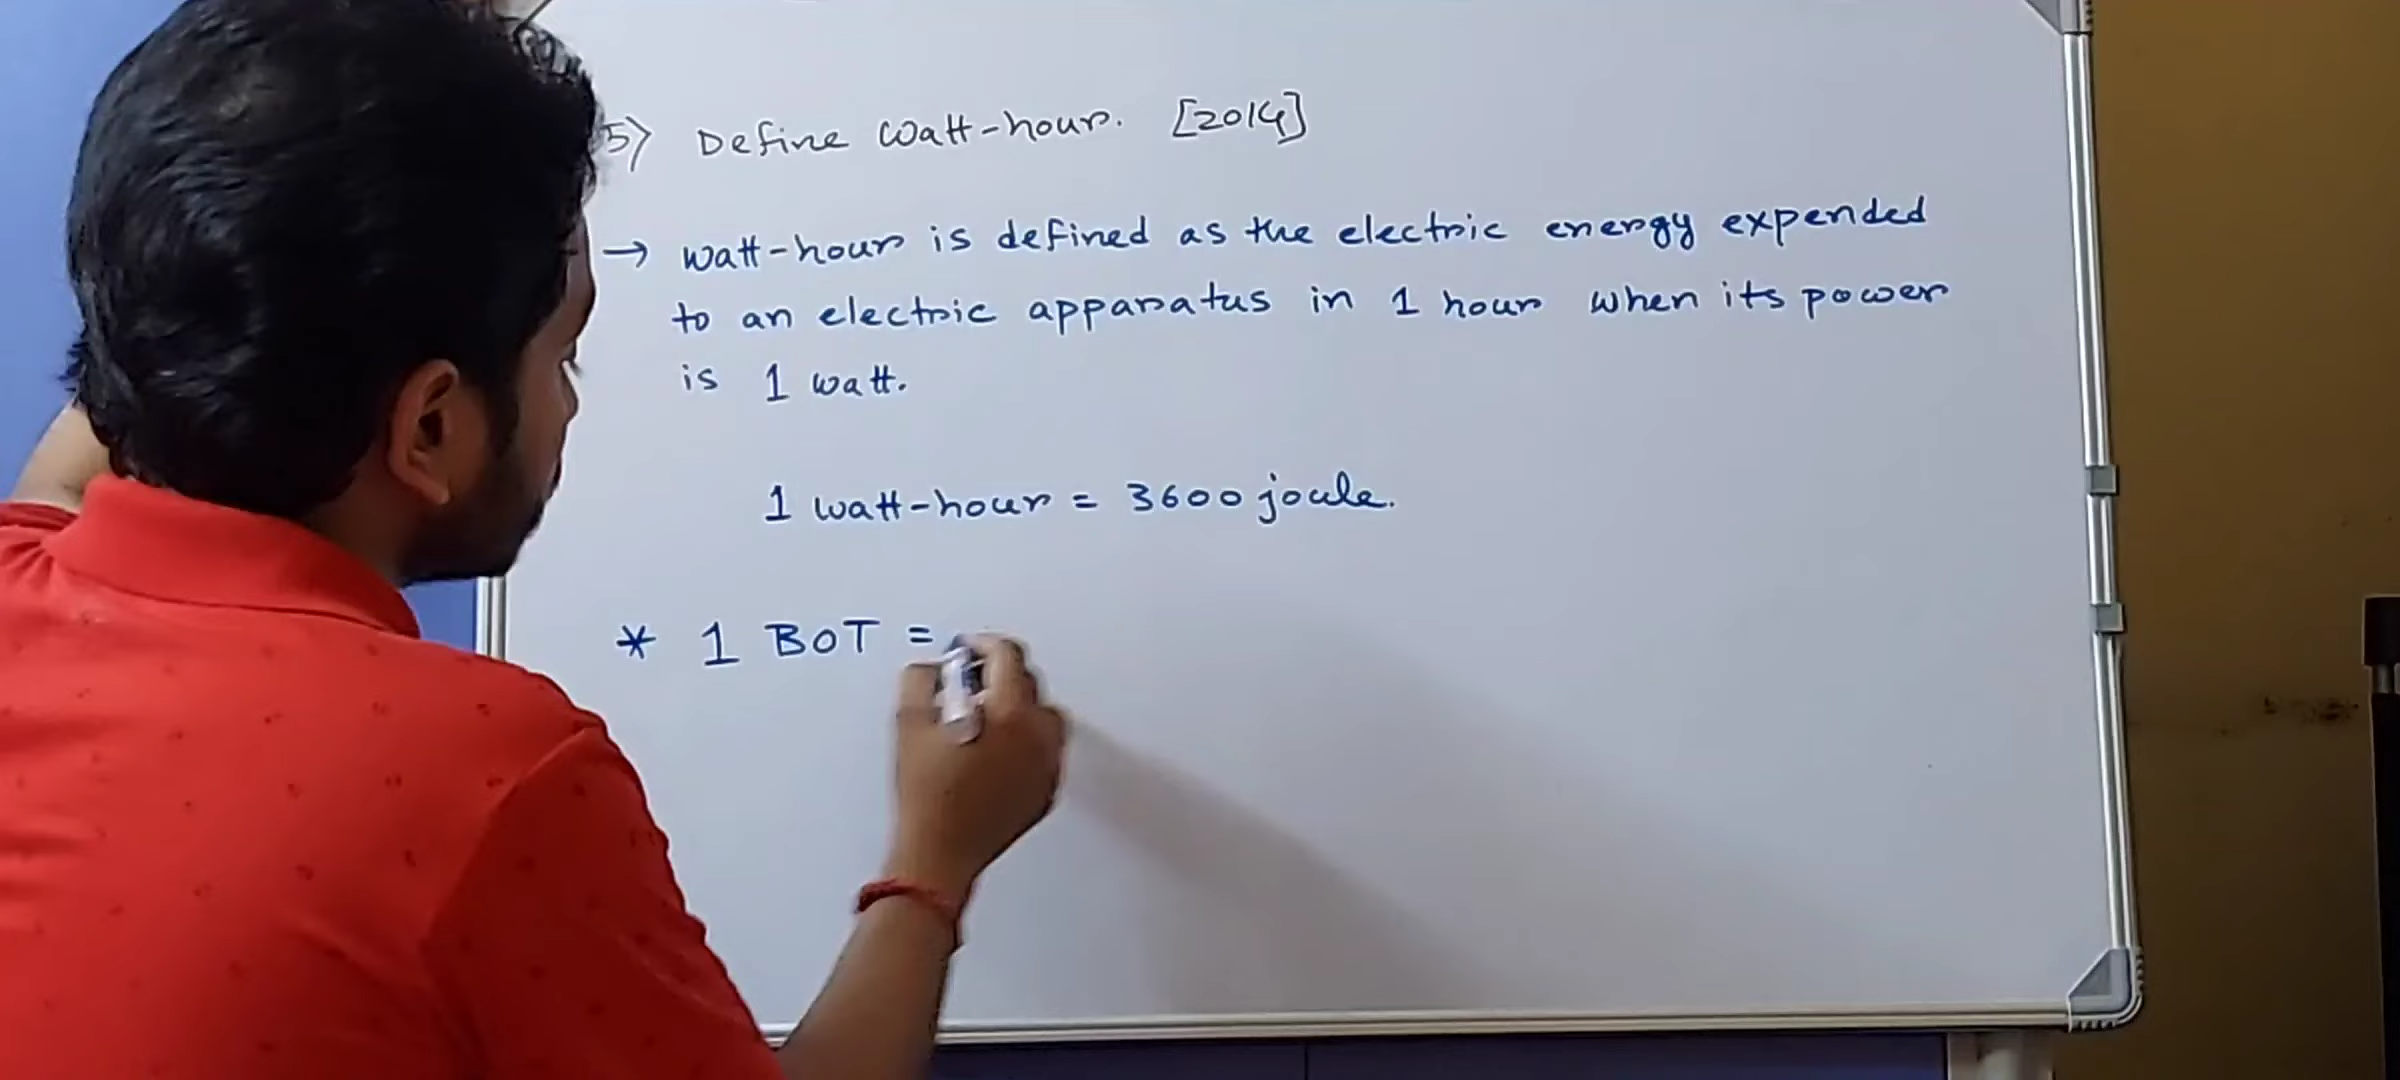 5) Define Watt-hour. [2014]
→ Watt-hour is defined as the electric energy expended
to an electric apparatus in 1 hour when its power
is 1 watt.
1 watt-hour = 3600 joule.
* 1 BOT =